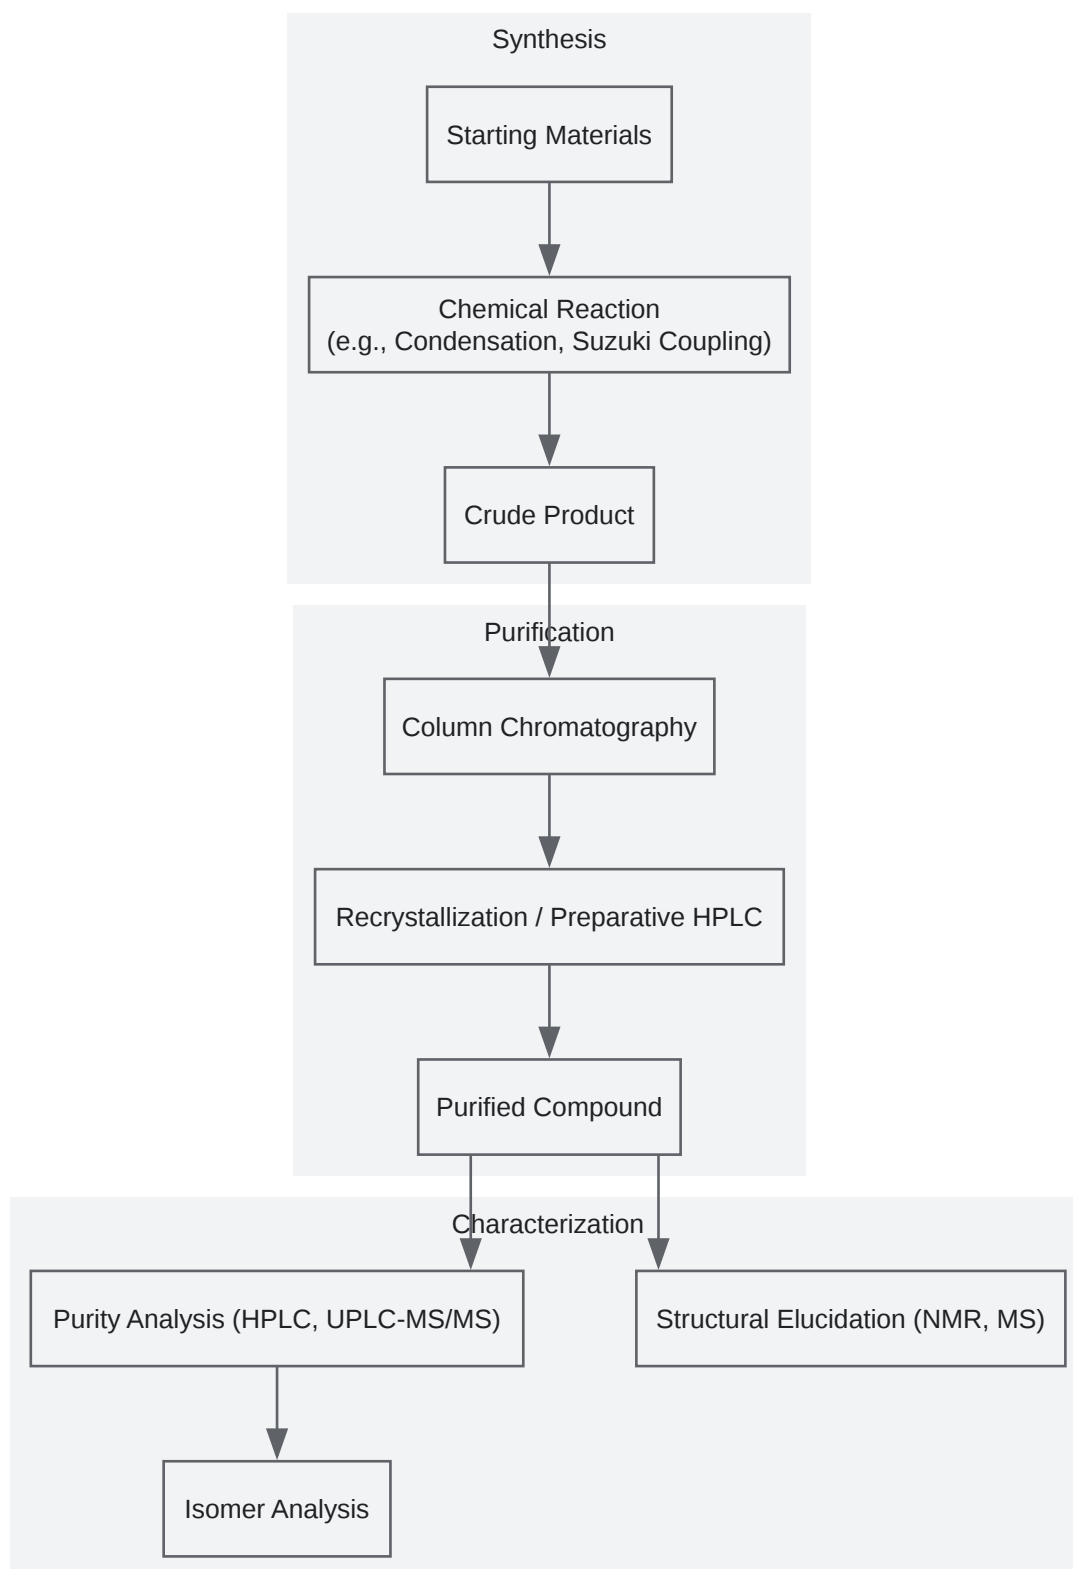 Synthesis
Starting Materials
Chemical Reaction
(e.g., Condensation, Suzuki Coupling)
Crude Product
Purification
Column Chromatography
Recrystallization / Preparative HPLC
Purified Compound
Characterization
Purity Analysis (HPLC, UPLC-MS/MS)
Structural Elucidation (NMR, MS)
Isomer Analysis